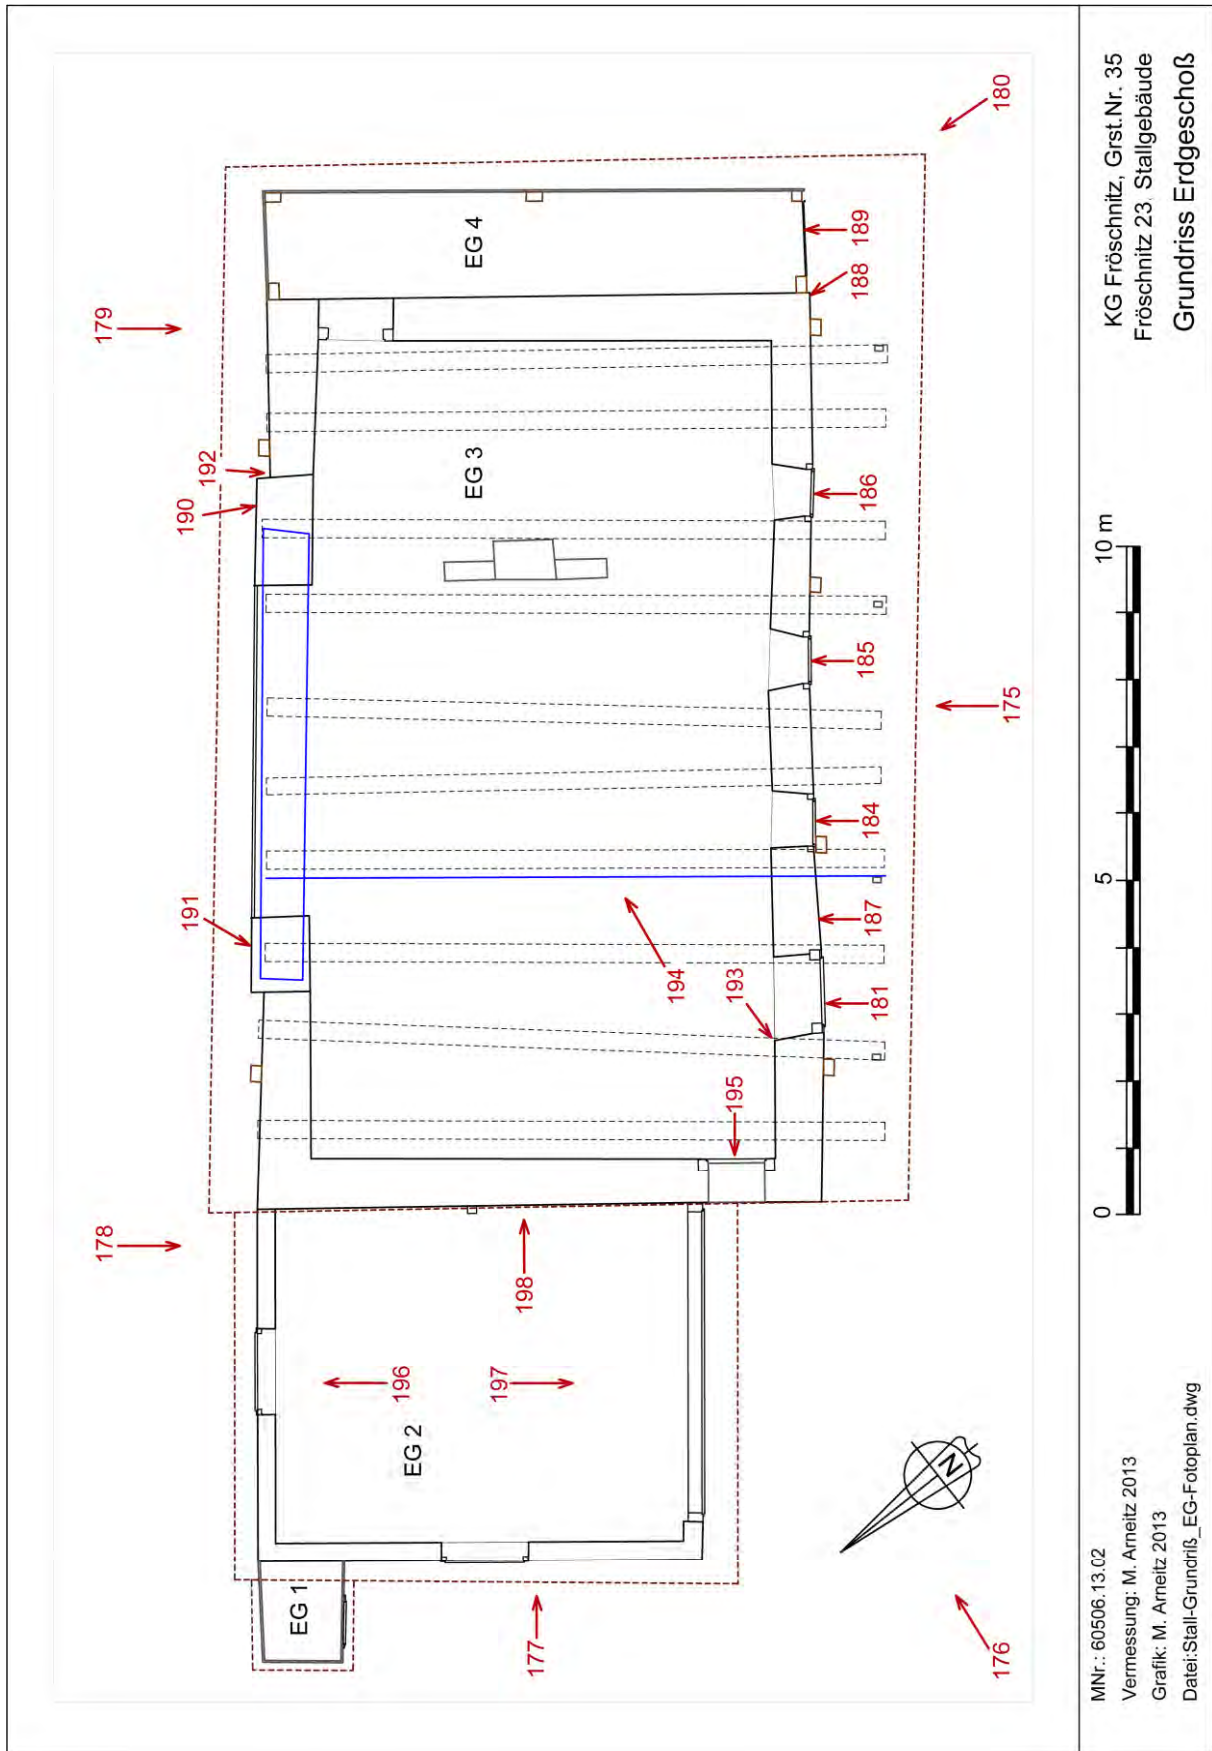 180
179
EG 4
189
188
192
190
EG 3
186
185
175
184
191
187
194
193
181
195
178
198
196
197
EG 2
EG 1
177
176
N
0
5
10 m
KG Fröschnitz, Grst.Nr. 35
Fröschnitz 23, Stallgebäude
Grundriss Erdgeschoß
MNr.: 60506.13.02
Vermessung: M. Arneitz 2013
Grafik: M. Arneitz 2013
Datei:Stall-Grundriß_EG-Fotoplan.dwg